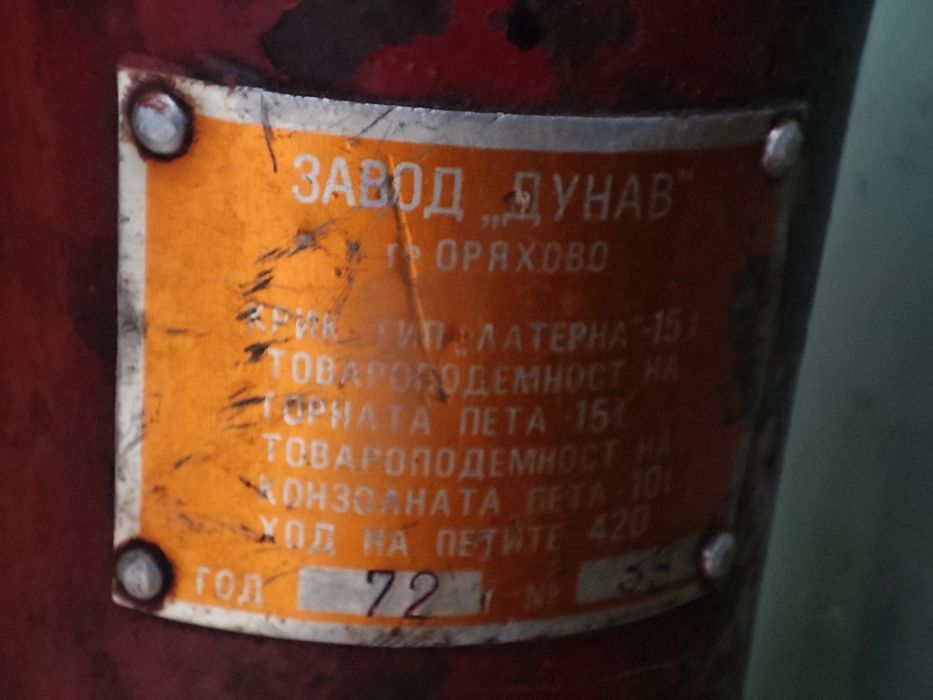 ЗАВОД „ДУНАВ"
гр ОРЯХОВО
КРИК ТИП „ЛАТЕРНА"-15т
ТОВАРОПОДЕМНОСТ НА
ГОРНАТА ПЕТА -15т
ТОВАРОПОДЕМНОСТ НА
КОНЗОЛНАТА ПЕТА -10т
ХОД НА ПЕТИТЕ 420
ГОД 72 г №